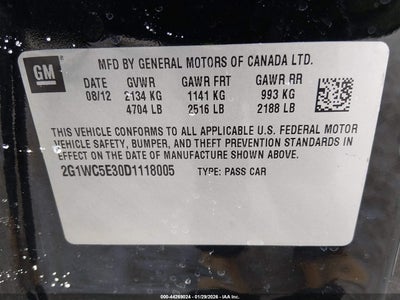 GM
MFD BY GENERAL MOTORS OF CANADA LTD.
DATE GVWR GAWR FRT GAWR RR
08/12 2134 KG 1141 KG 993 KG
4704 LB 2516 LB 2188 LB
THIS VEHICLE CONFORMS TO ALL APPLICABLE U.S. FEDERAL MOTOR
VEHICLE SAFETY, BUMPER, AND THEFT PREVENTION STANDARDS IN
EFFECT ON THE DATE OF MANUFACTURE SHOWN ABOVE.
2G1WC5E30D1118005 TYPE: PASS CAR
000-44269024 - 01/29/2026 - IAA